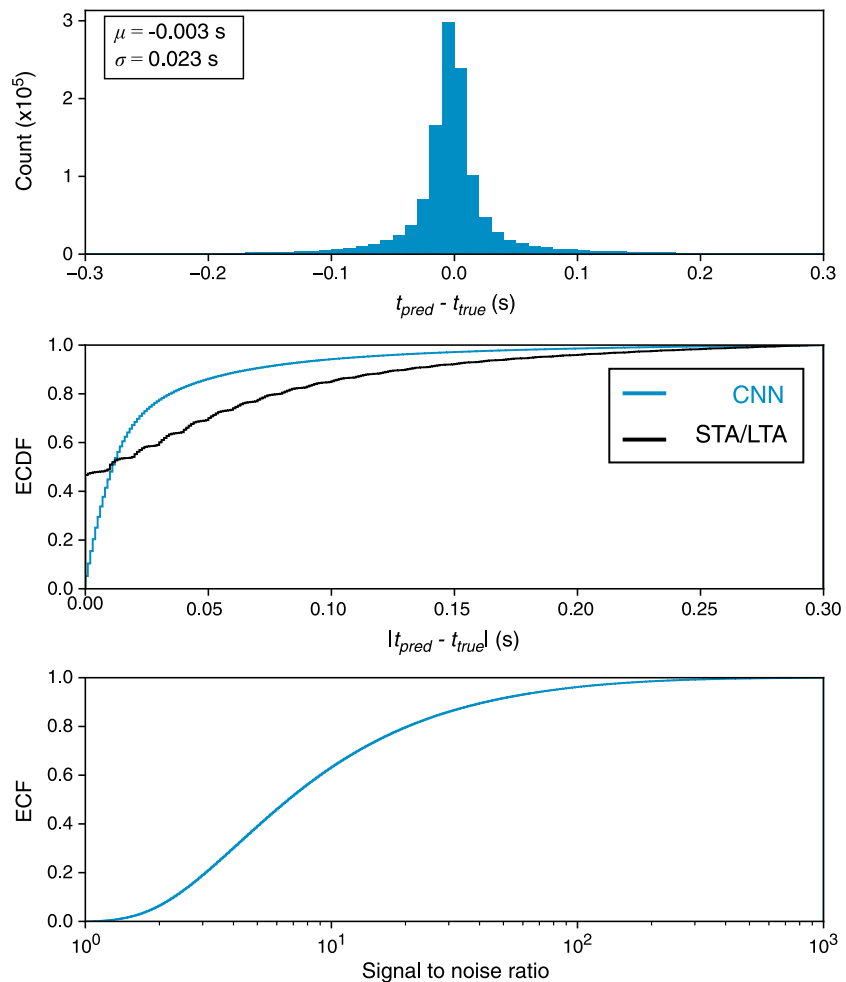 μ = -0.003 s
σ = 0.023 s
Count (x10⁵)
3
2
1
0
−0.3 −0.2 −0.1 0.0 0.1 0.2 0.3
t_pred - t_true (s)
ECDF
1.0
0.8
0.6
0.4
0.2
0.0
CNN
STA/LTA
0.00 0.05 0.10 0.15 0.20 0.25 0.30
|t_pred - t_true| (s)
ECF
1.0
0.8
0.6
0.4
0.2
0.0
10⁰ 10¹ 10² 10³
Signal to noise ratio